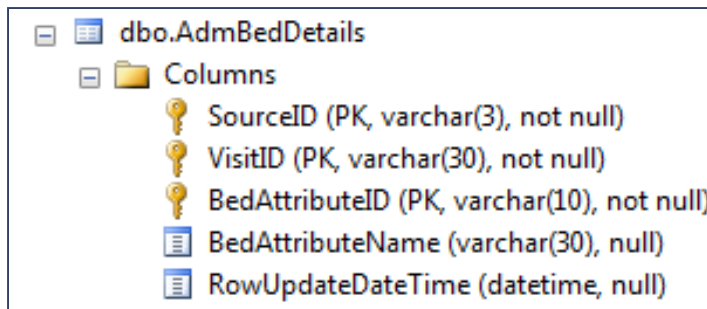 dbo.AdmBedDetails
Columns
SourceID (PK, varchar(3), not null)
VisitID (PK, varchar(30), not null)
BedAttributeID (PK, varchar(10), not null)
BedAttributeName (varchar(30), null)
RowUpdateDateTime (datetime, null)